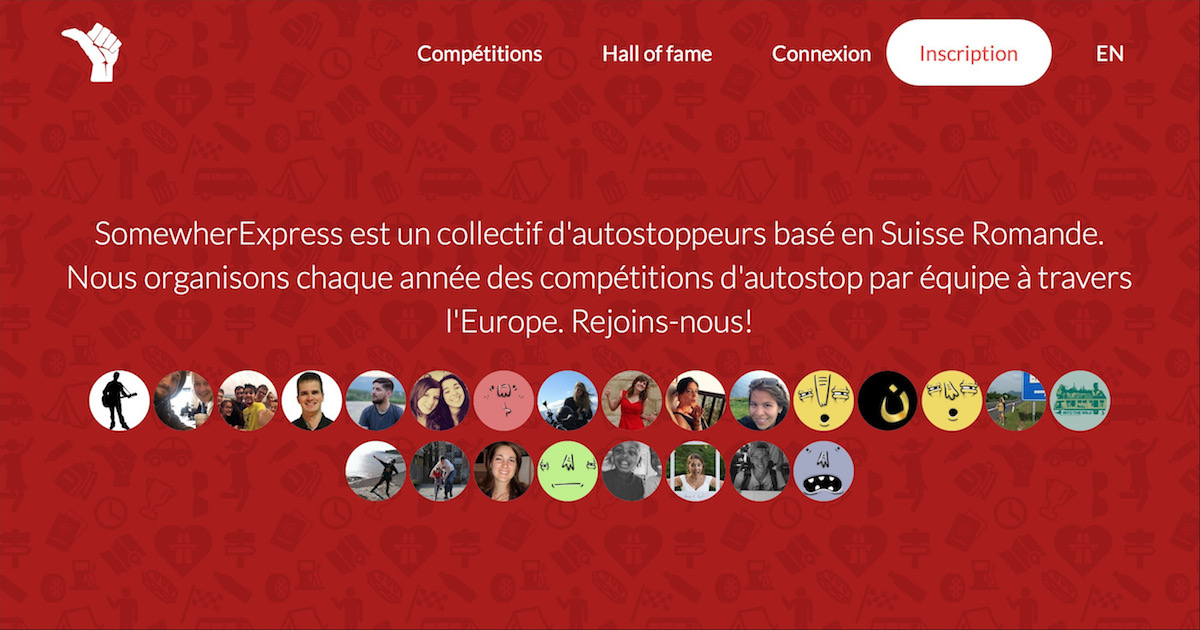 Compétitions Hall of fame Connexion Inscription EN
SomewherExpress est un collectif d'autostoppeurs basé en Suisse Romande.
Nous organisons chaque année des compétitions d'autostop par équipe à travers
l'Europe. Rejoins-nous!